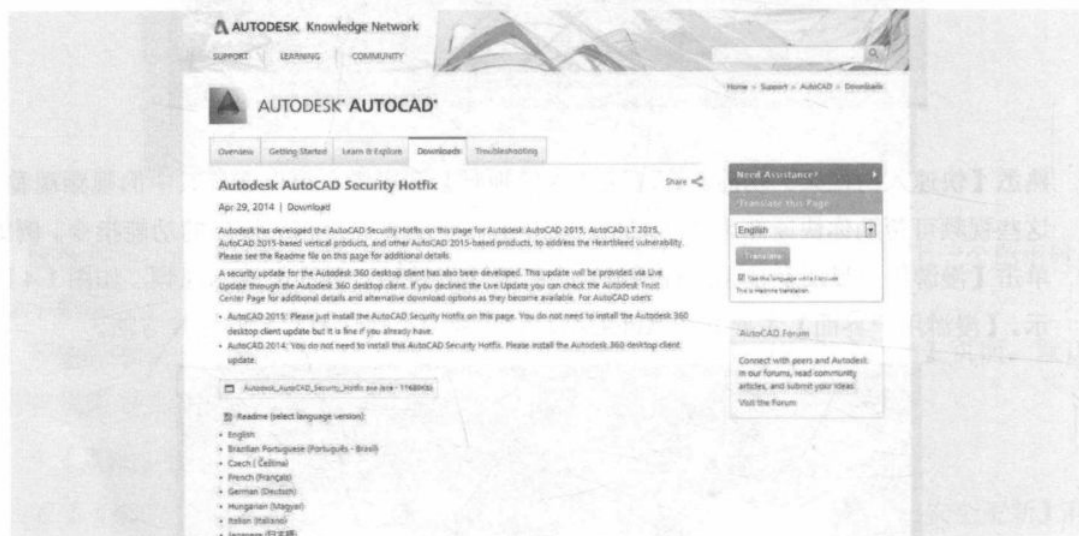 AUTODESK Knowledge Network
SUPPORT LEARNING COMMUNITY
Home > Support > AutoCAD > Downloads
AUTODESK® AUTOCAD®
Overview Getting Started Learn & Explore Downloads Troubleshooting
Autodesk AutoCAD Security Hotfix
Share
Apr 29, 2014 | Download
Autodesk has developed the AutoCAD Security Hotfix on this page for Autodesk AutoCAD 2015, AutoCAD LT 2015,
AutoCAD 2015-based vertical products, and other AutoCAD 2015-based products, to address the Heartbleed vulnerability.
Please see the Readme file on this page for additional details.
A security update for the Autodesk 360 desktop client has also been developed. This update will be provided via Live
Update through the Autodesk 360 desktop client. If you declined the Live Update you can check the Autodesk Trust
Center Page for additional details and alternative download options as they become available. For AutoCAD users:
• AutoCAD 2015: Please just install the AutoCAD Security Hotfix on this page. You do not need to install the Autodesk 360
desktop client update but it is fine if you already have.
• AutoCAD 2014: You do not need to install this AutoCAD Security Hotfix. Please install the Autodesk 360 desktop client
update.
Autodesk_AutoCAD_Security_Hotfix.exe
Readme (select language version):
• English
• Brazilian Portuguese (Português - Brasil)
• Czech ( Čeština)
• French (Français)
• German (Deutsch)
• Hungarian (Magyar)
• Italian (Italiano)
• Japanese (日本語)
Need Assistance?
Translate this Page
English
Translate
This is machine translation.
AutoCAD Forum
Connect with peers and Autodesk
in our forums, read community
articles, and submit your ideas.
Visit the Forum